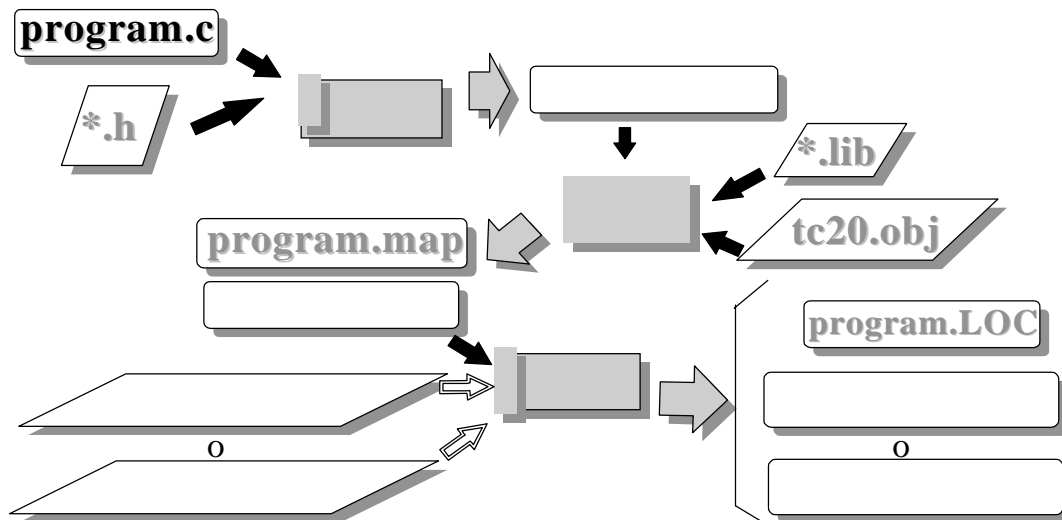 program.c
*.h
*.lib
tc20.obj
program.map
program.LOC
o
o